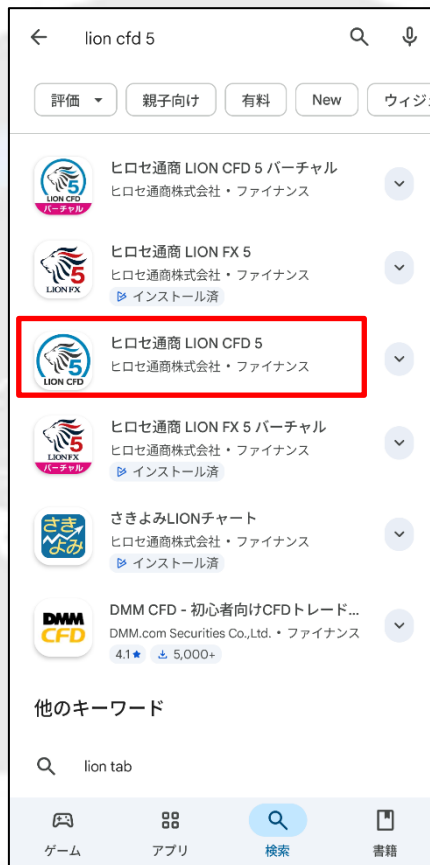 lion cfd 5
評価
親子向け
有料
New
ウィジ
5
LION CFD
バーチャル
ヒロセ通商 LION CFD 5 バーチャル
ヒロセ通商株式会社 • ファイナンス
5
LION FX
ヒロセ通商 LION FX 5
ヒロセ通商株式会社 • ファイナンス
インストール済
5
LION CFD
ヒロセ通商 LION CFD 5
ヒロセ通商株式会社 • ファイナンス
5
LION FX
バーチャル
ヒロセ通商 LION FX 5 バーチャル
ヒロセ通商株式会社 • ファイナンス
インストール済
さき
よみ
さきよみLIONチャート
ヒロセ通商株式会社 • ファイナンス
インストール済
DMM
CFD
DMM CFD - 初心者向けCFDトレード...
DMM.com Securities Co.,Ltd. • ファイナンス
4.1★ 5,000+
他のキーワード
lion tab
ゲーム
アプリ
検索
書籍